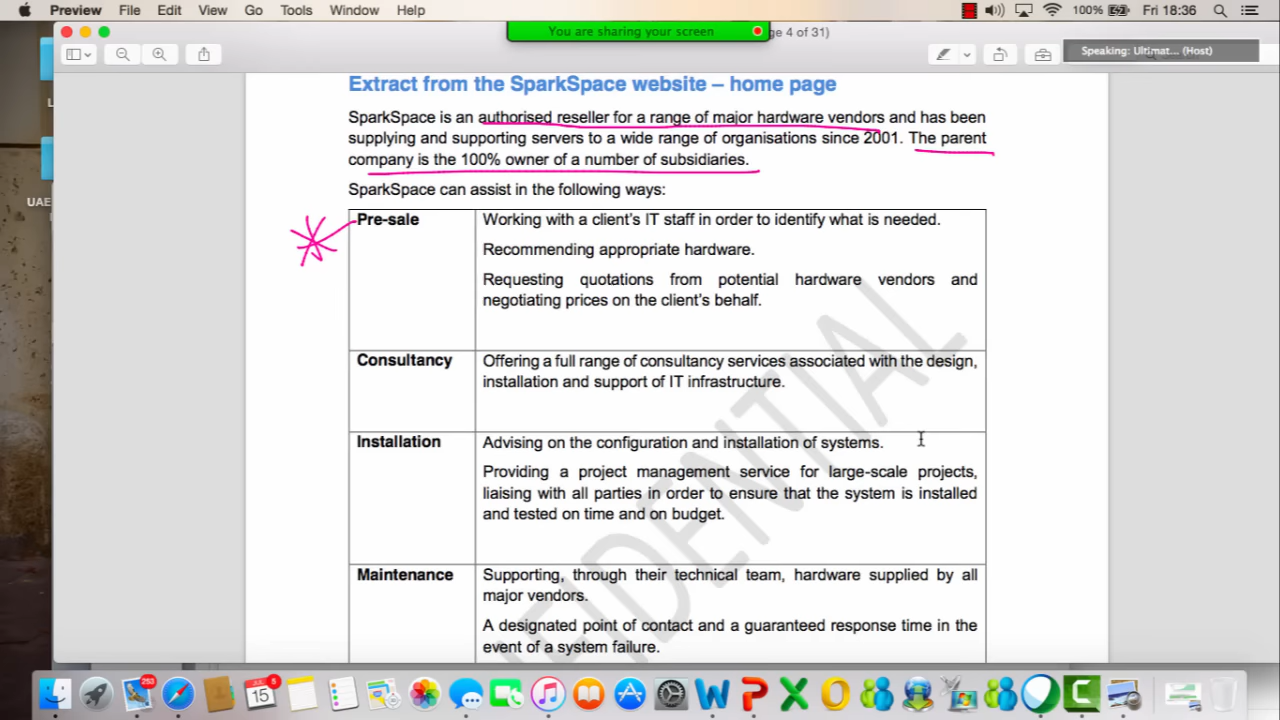 Preview File Edit View Go Tools Window Help 100% Fri 18:36
You are sharing your screen
ge 4 of 31)
Speaking: Ultimat... (Host)
Extract from the SparkSpace website – home page
SparkSpace is an authorised reseller for a range of major hardware vendors and has been
supplying and supporting servers to a wide range of organisations since 2001. The parent
company is the 100% owner of a number of subsidiaries.
SparkSpace can assist in the following ways:
Pre-sale
Working with a client's IT staff in order to identify what is needed.
Recommending appropriate hardware.
Requesting quotations from potential hardware vendors and
negotiating prices on the client's behalf.
Consultancy
Offering a full range of consultancy services associated with the design,
installation and support of IT infrastructure.
Installation
Advising on the configuration and installation of systems.
Providing a project management service for large-scale projects,
liaising with all parties in order to ensure that the system is installed
and tested on time and on budget.
Maintenance
Supporting, through their technical team, hardware supplied by all
major vendors.
A designated point of contact and a guaranteed response time in the
event of a system failure.
FIDENTIAL
UAE
253
15
5